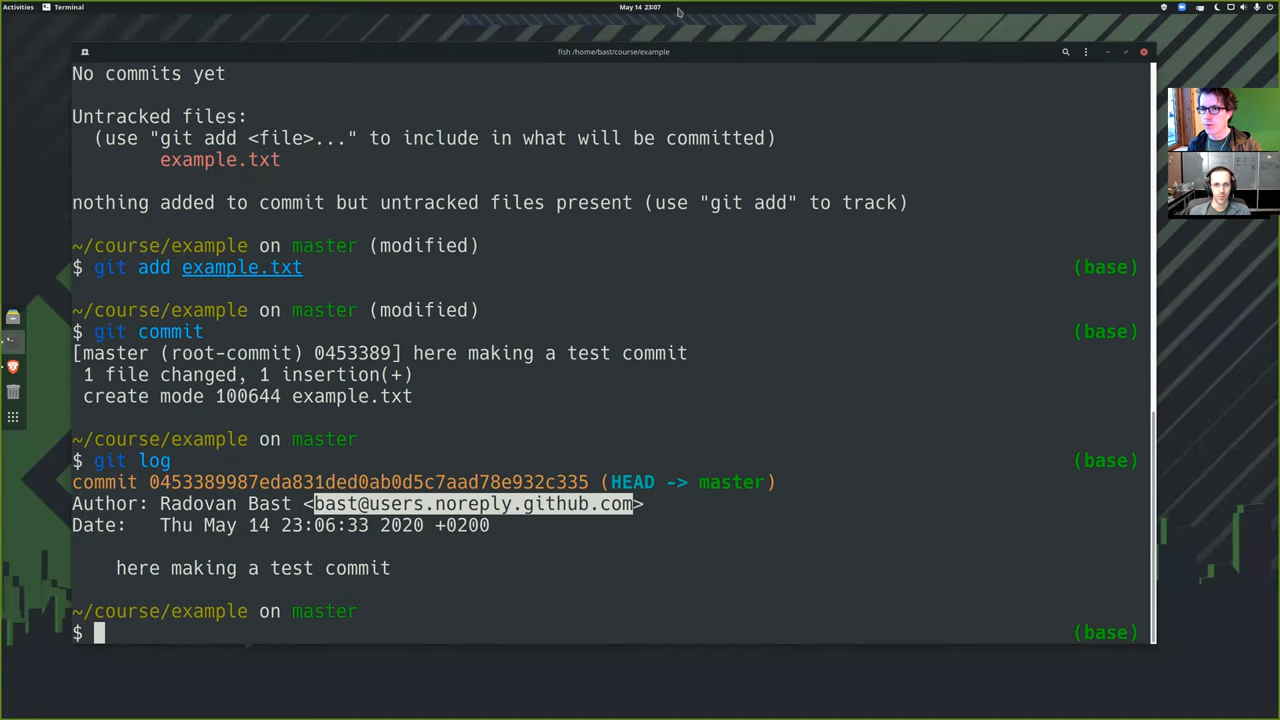 Activities Terminal May 14 23:07
fish /home/bast/course/example
No commits yet
Untracked files:
(use "git add <file>..." to include in what will be committed)
example.txt
nothing added to commit but untracked files present (use "git add" to track)
~/course/example on master (modified)
$ git add example.txt (base)
~/course/example on master (modified)
$ git commit (base)
[master (root-commit) 0453389] here making a test commit
1 file changed, 1 insertion(+)
create mode 100644 example.txt
~/course/example on master
$ git log (base)
commit 0453389987eda831ded0ab0d5c7aad78e932c335 (HEAD -> master)
Author: Radovan Bast <bast@users.noreply.github.com>
Date: Thu May 14 23:06:33 2020 +0200
here making a test commit
~/course/example on master
$ (base)